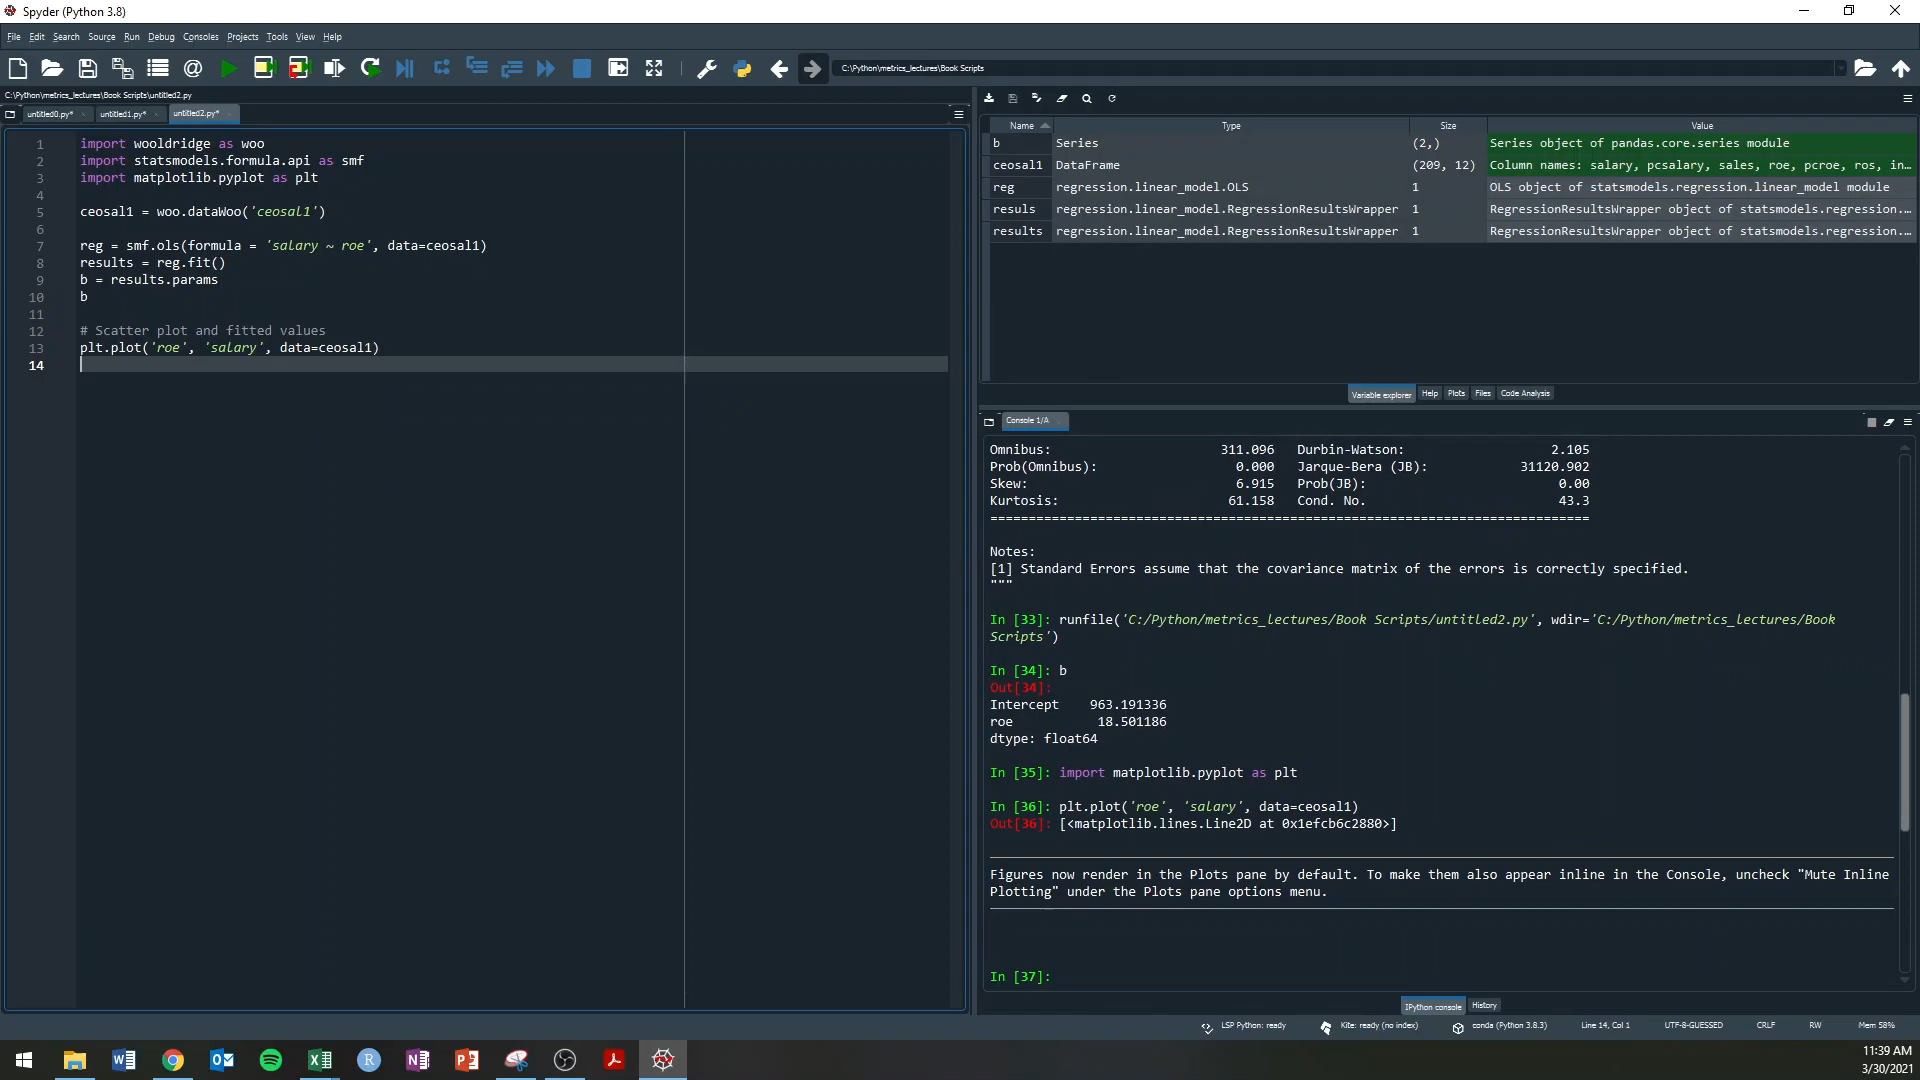 Spyder (Python 3.8)
File Edit Search Source Run Debug Consoles Projects Tools View Help
C:\Python\metrics_lectures\Book Scripts
C:\Python\metrics_lectures\Book Scripts\untitled2.py
untitled0.py* untitled1.py* untitled2.py*
1 import wooldridge as woo
2 import statsmodels.formula.api as smf
3 import matplotlib.pyplot as plt
4
5 ceosal1 = woo.dataWoo('ceosal1')
6
7 reg = smf.ols(formula = 'salary ~ roe', data=ceosal1)
8 results = reg.fit()
9 b = results.params
10 b
11
12 # Scatter plot and fitted values
13 plt.plot('roe', 'salary', data=ceosal1)
14
Name Type Size Value
b Series (2,) Series object of pandas.core.series module
ceosal1 DataFrame (209, 12) Column names: salary, pcsalary, sales, roe, pcroe, ros, in…
reg regression.linear_model.OLS 1 OLS object of statsmodels.regression.linear_model module
resuls regression.linear_model.RegressionResultsWrapper 1 RegressionResultsWrapper object of statsmodels.regression.…
results regression.linear_model.RegressionResultsWrapper 1 RegressionResultsWrapper object of statsmodels.regression.…
Variable explorer Help Plots Files Code Analysis
Console 1/A
Omnibus: 311.096 Durbin-Watson: 2.105
Prob(Omnibus): 0.000 Jarque-Bera (JB): 31120.902
Skew: 6.915 Prob(JB): 0.00
Kurtosis: 61.158 Cond. No. 43.3
==============================================================================
Notes:
[1] Standard Errors assume that the covariance matrix of the errors is correctly specified.
"""
In [33]: runfile('C:/Python/metrics_lectures/Book Scripts/untitled2.py', wdir='C:/Python/metrics_lectures/Book
Scripts')
In [34]: b
Out[34]:
Intercept 963.191336
roe 18.501186
dtype: float64
In [35]: import matplotlib.pyplot as plt
In [36]: plt.plot('roe', 'salary', data=ceosal1)
Out[36]: [<matplotlib.lines.Line2D at 0x1efcb6c2880>]
Figures now render in the Plots pane by default. To make them also appear inline in the Console, uncheck "Mute Inline
Plotting" under the Plots pane options menu.
In [37]:
IPython console History
LSP Python: ready Kite: ready (no index) conda (Python 3.8.3) Line 14, Col 1 UTF-8-GUESSED CRLF RW Mem 58%
11:39 AM
3/30/2021